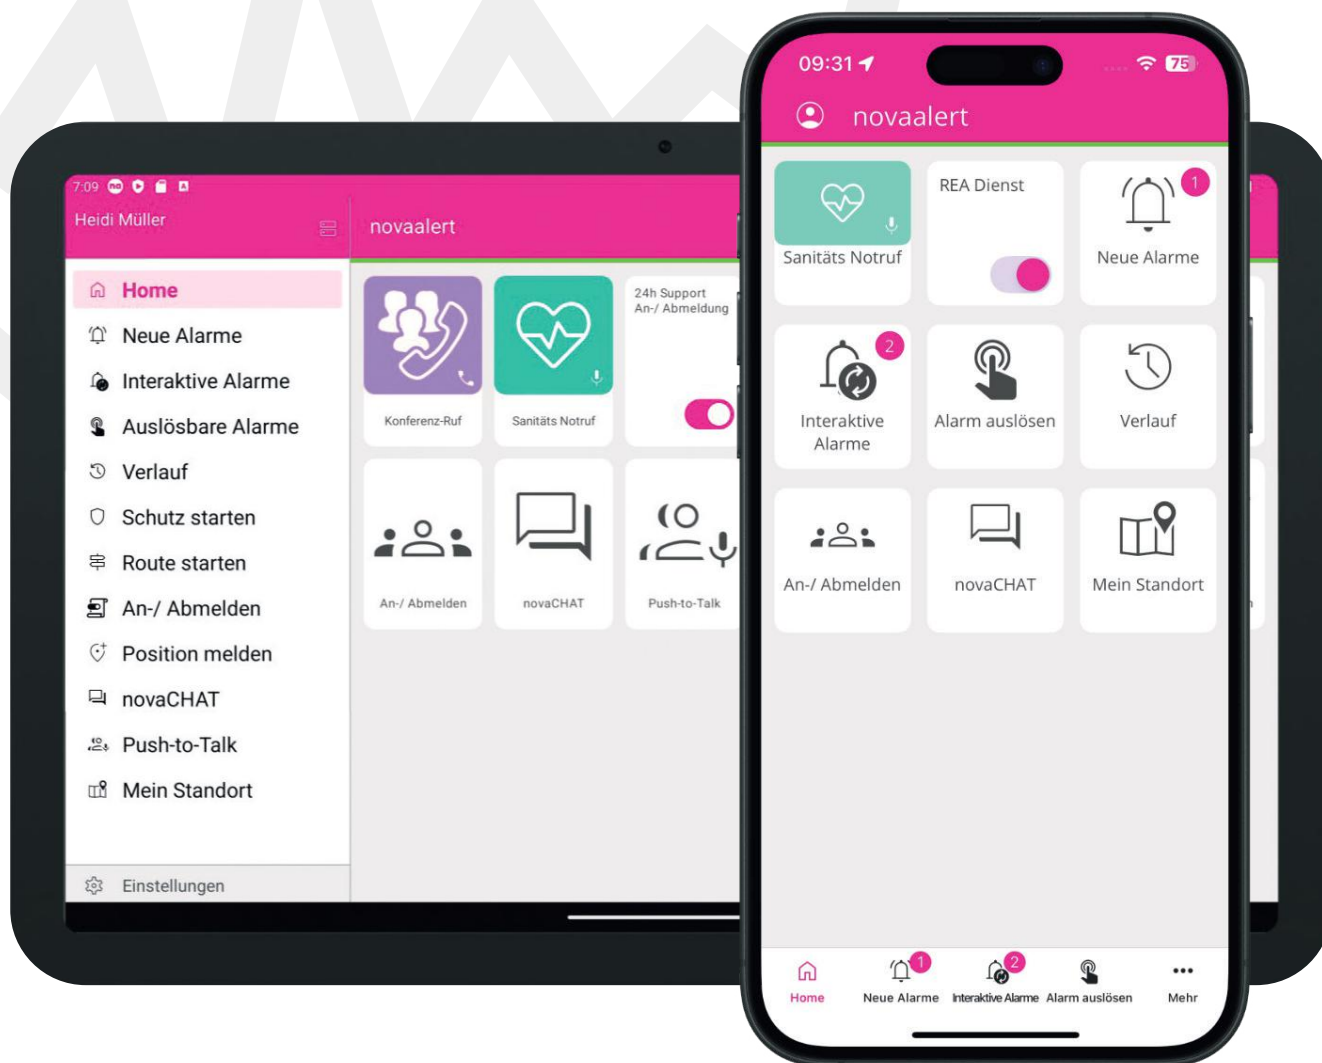 7:09
Heidi Müller
novaalert
Home
Neue Alarme
Interaktive Alarme
Auslösbare Alarme
Verlauf
Schutz starten
Route starten
An-/ Abmelden
Position melden
novaCHAT
Push-to-Talk
Mein Standort
Einstellungen
Konferenz-Ruf
Sanitäts Notruf
24h Support
An-/ Abmeldung
An-/ Abmelden
novaCHAT
Push-to-Talk
09:31
75
novaalert
Sanitäts Notruf
REA Dienst
1
Neue Alarme
2
Interaktive
Alarme
Alarm auslösen
Verlauf
An-/ Abmelden
novaCHAT
Mein Standort
Home
1
Neue Alarme
2
Interaktive Alarme
Alarm auslösen
Mehr